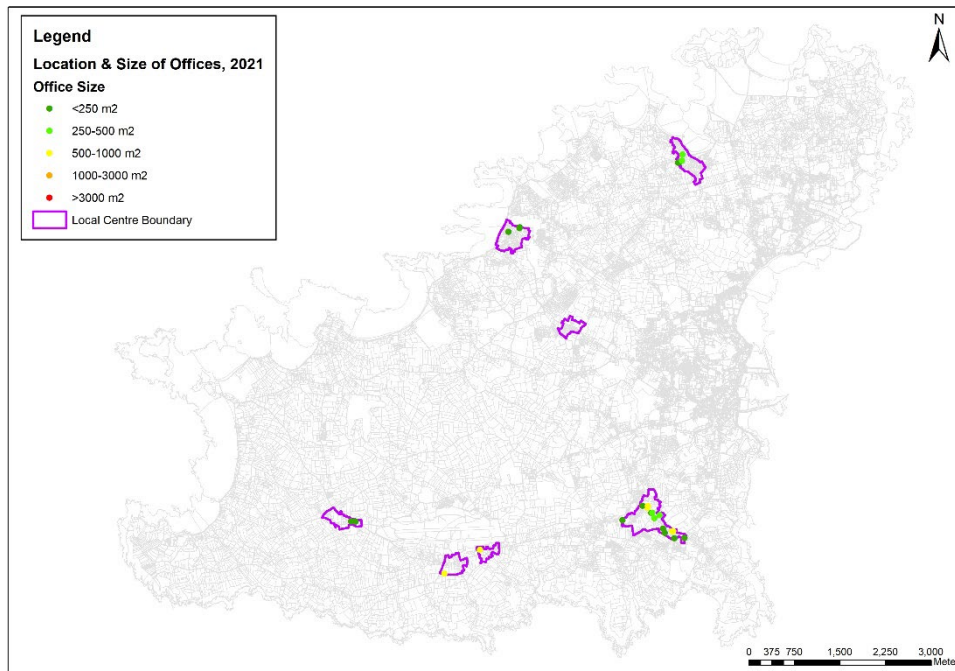 Legend
Location & Size of Offices, 2021
Office Size
<250 m2
250-500 m2
500-1000 m2
1000-3000 m2
>3000 m2
Local Centre Boundary
N
0 375 750 1,500 2,250 3,000
Mete